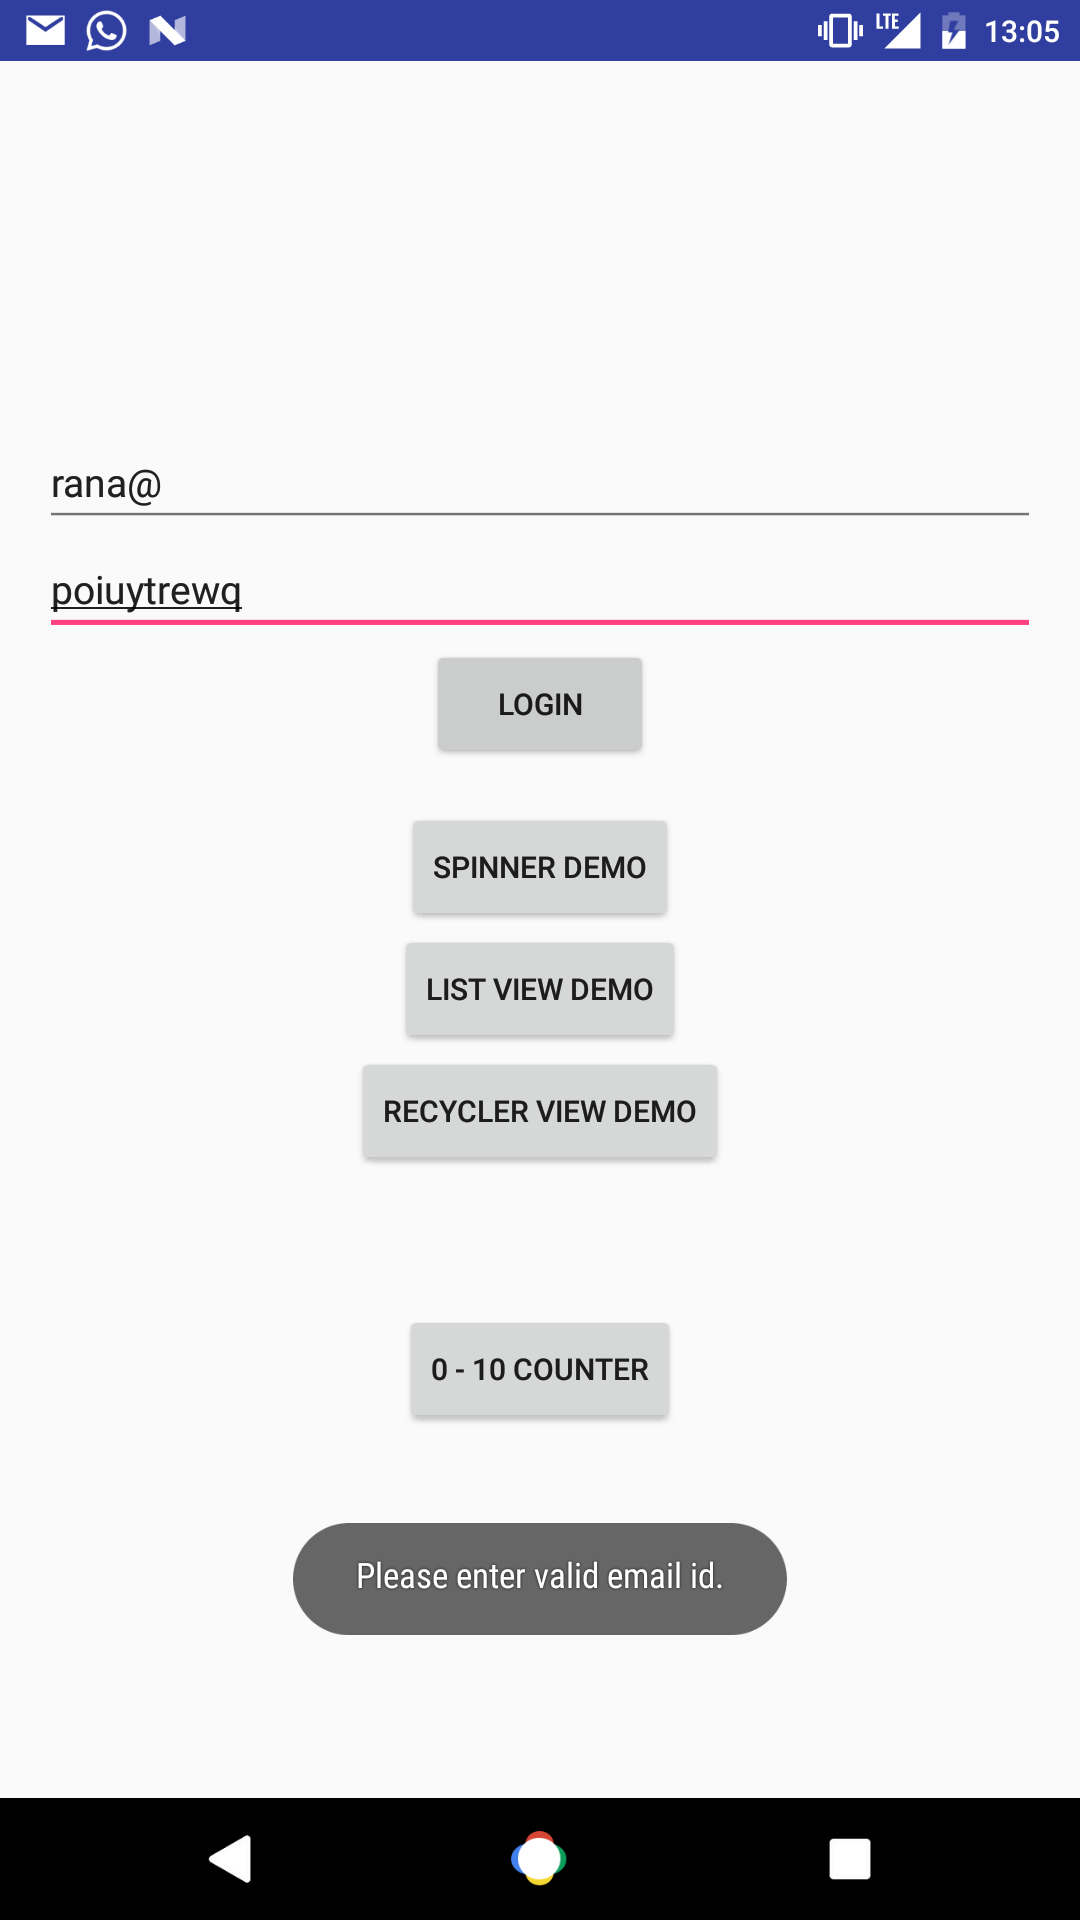 LTE 13:05
rana@
poiuytrewq
LOGIN
SPINNER DEMO
LIST VIEW DEMO
RECYCLER VIEW DEMO
0 - 10 COUNTER
Please enter valid email id.